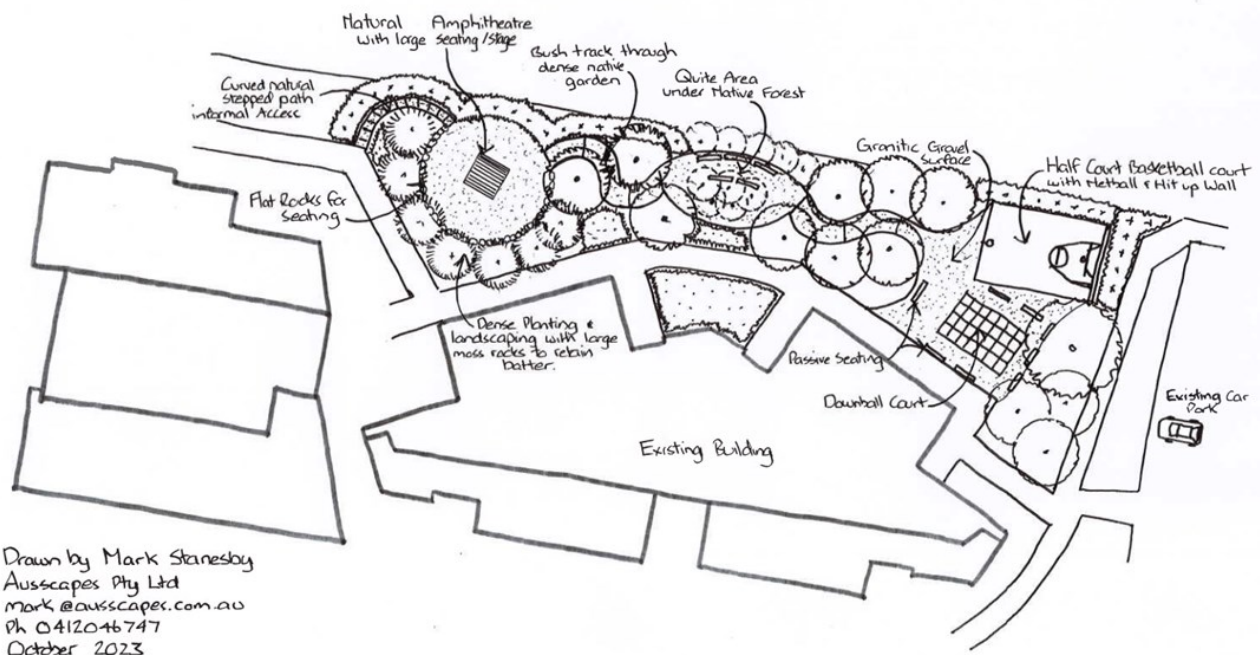 Natural Amphitheatre
with large seating/stage
Bush track through
dense native
garden
Quite Area
under Native Forest
Curved natural
stepped path
informal Access
Granitic Gravel
Surface
Half Court Basketball court
with Netball & Hit up Wall
Flat Rocks for
Seating
Dense Planting &
landscaping with large
moss rocks to retain
batter.
Passive Seating
Downball Court
Existing Car
Park
Existing Building
Drawn by Mark Stanesby
Ausscapes Pty Ltd
mark@ausscapes.com.au
Ph 0412046747
October 2023